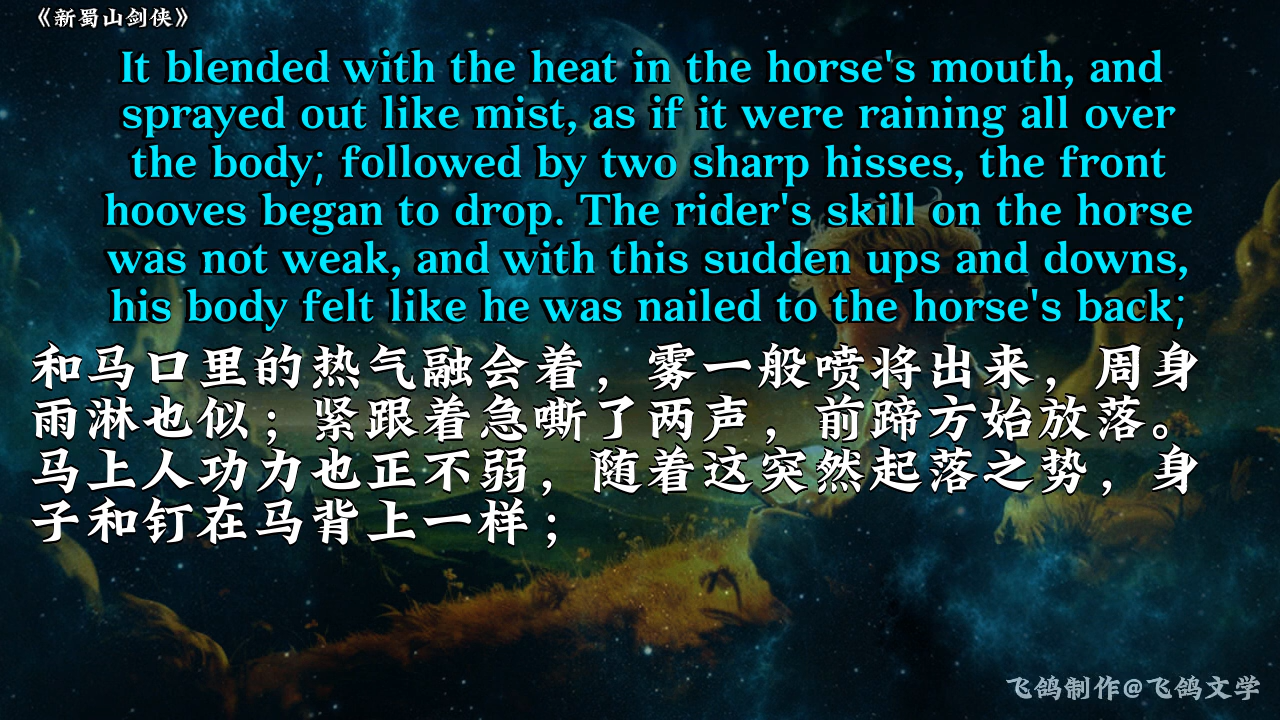 《新蜀山剑侠》
It blended with the heat in the horse's mouth, and
sprayed out like mist, as if it were raining all over
the body; followed by two sharp hisses, the front
hooves began to drop. The rider's skill on the horse
was not weak, and with this sudden ups and downs,
his body felt like he was nailed to the horse's back;
和马口里的热气融会着，雾一般喷将出来，周身
雨淋也似；紧跟着急嘶了两声，前蹄方始放落。
马上人功力也正不弱，随着这突然起落之势，身
子和钉在马背上一样；
飞鸽制作@飞鸽文学